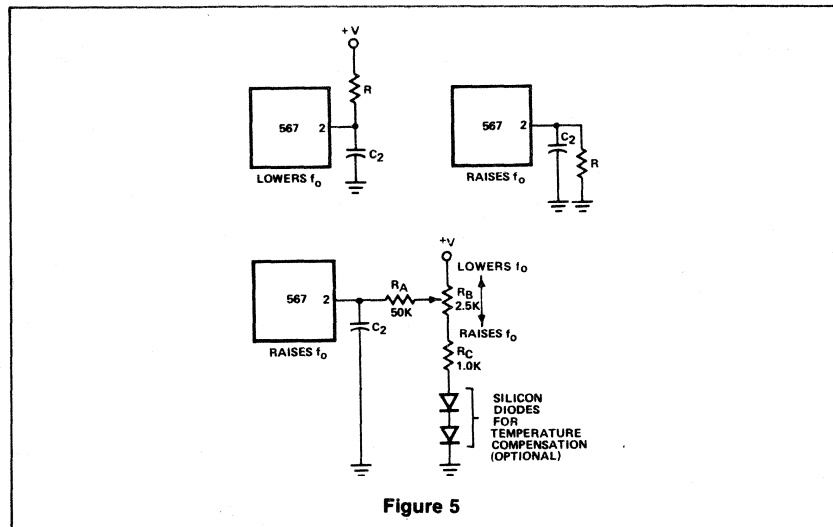 +V
R
567 2
C2
LOWERS fo
567 2
C2
R
RAISES fo
+V
LOWERS fo
RA
50K
RB
2.5K
567 2
C2
RAISES fo
RAISES fo
RC
1.0K
SILICON
DIODES
FOR
TEMPERATURE
COMPENSATION
(OPTIONAL)
Figure 5